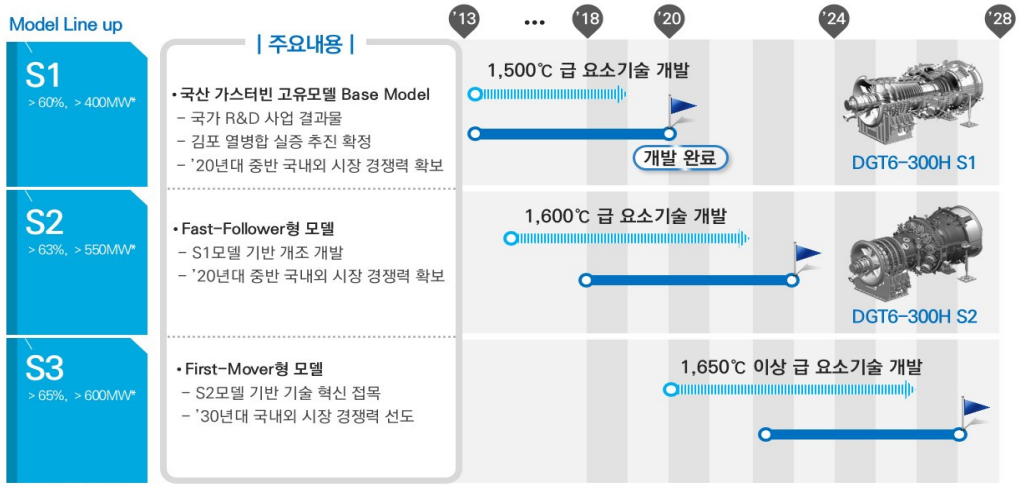 Model Line up
'13
...
'18
'20
'24
'28
| 주요내용 |
S1
> 60%, > 400MW*
• 국산 가스터빈 고유모델 Base Model
– 국가 R&D 사업 결과물
– 김포 열병합 실증 추진 확정
– '20년대 중반 국내외 시장 경쟁력 확보
1,500℃ 급 요소기술 개발
개발 완료
DGT6-300H S1
S2
> 63%, > 550MW*
• Fast-Follower형 모델
– S1모델 기반 개조 개발
– '20년대 중반 국내외 시장 경쟁력 확보
1,600℃ 급 요소기술 개발
DGT6-300H S2
S3
> 65%, > 600MW*
• First-Mover형 모델
– S2모델 기반 기술 혁신 접목
– '30년대 국내외 시장 경쟁력 선도
1,650℃ 이상 급 요소기술 개발